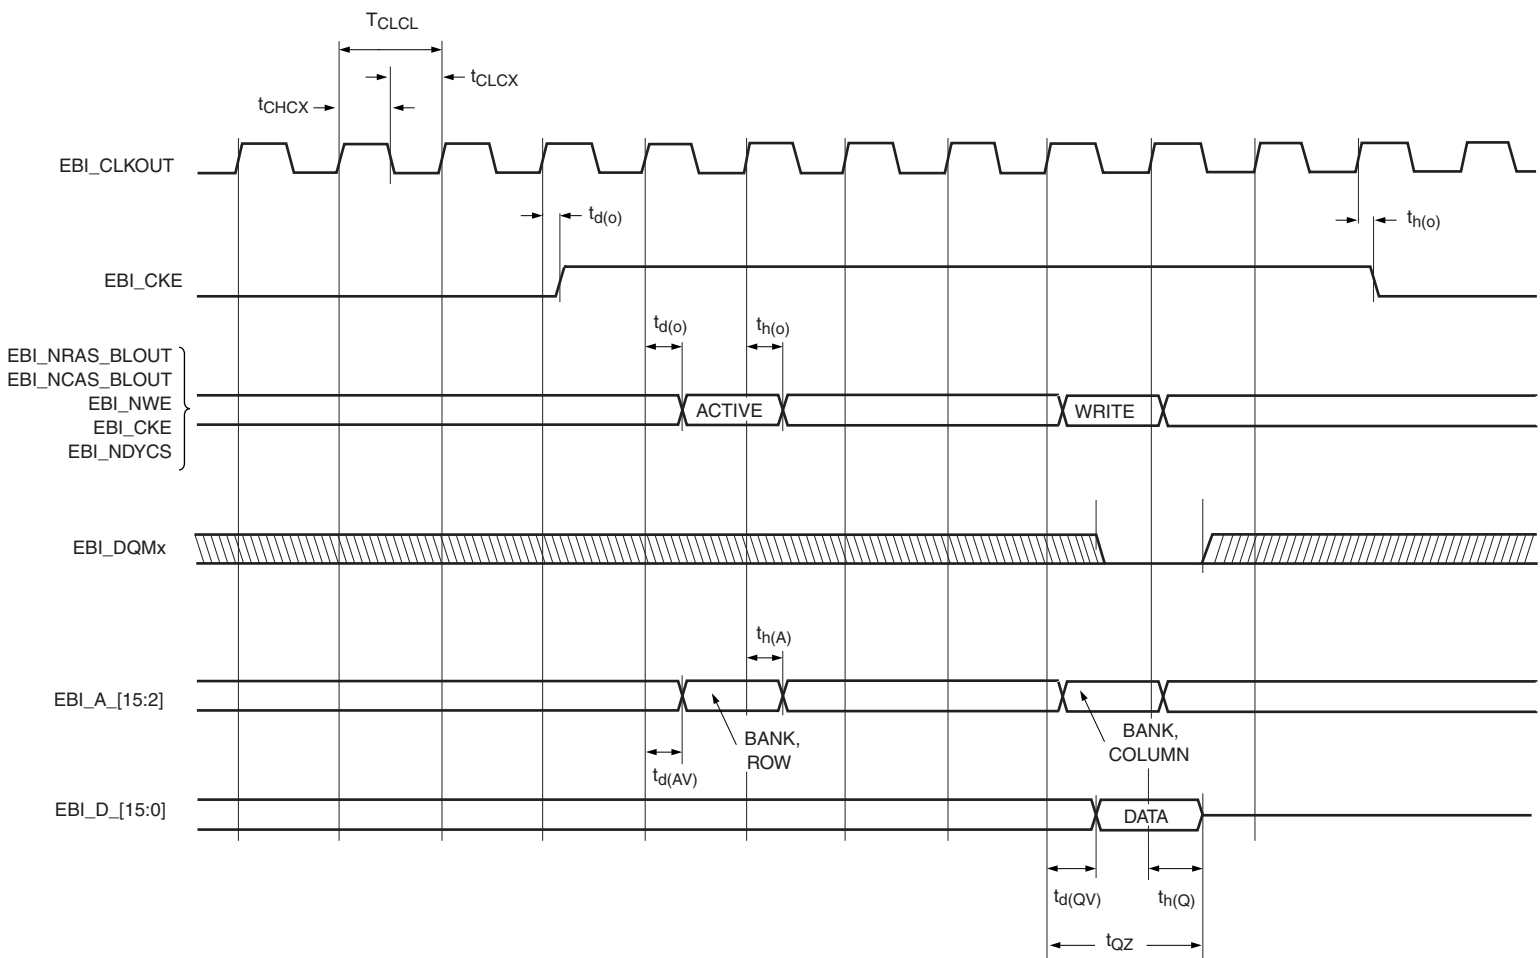 TCLCL
tCLCX
tCHCX
EBI_CLKOUT
td(o)
th(o)
EBI_CKE
td(o)
th(o)
EBI_NRAS_BLOUT
EBI_NCAS_BLOUT
EBI_NWE
EBI_CKE
EBI_NDYCS
ACTIVE
WRITE
EBI_DQMx
th(A)
EBI_A_[15:2]
BANK,
ROW
BANK,
COLUMN
td(AV)
EBI_D_[15:0]
DATA
td(QV)
th(Q)
tQZ